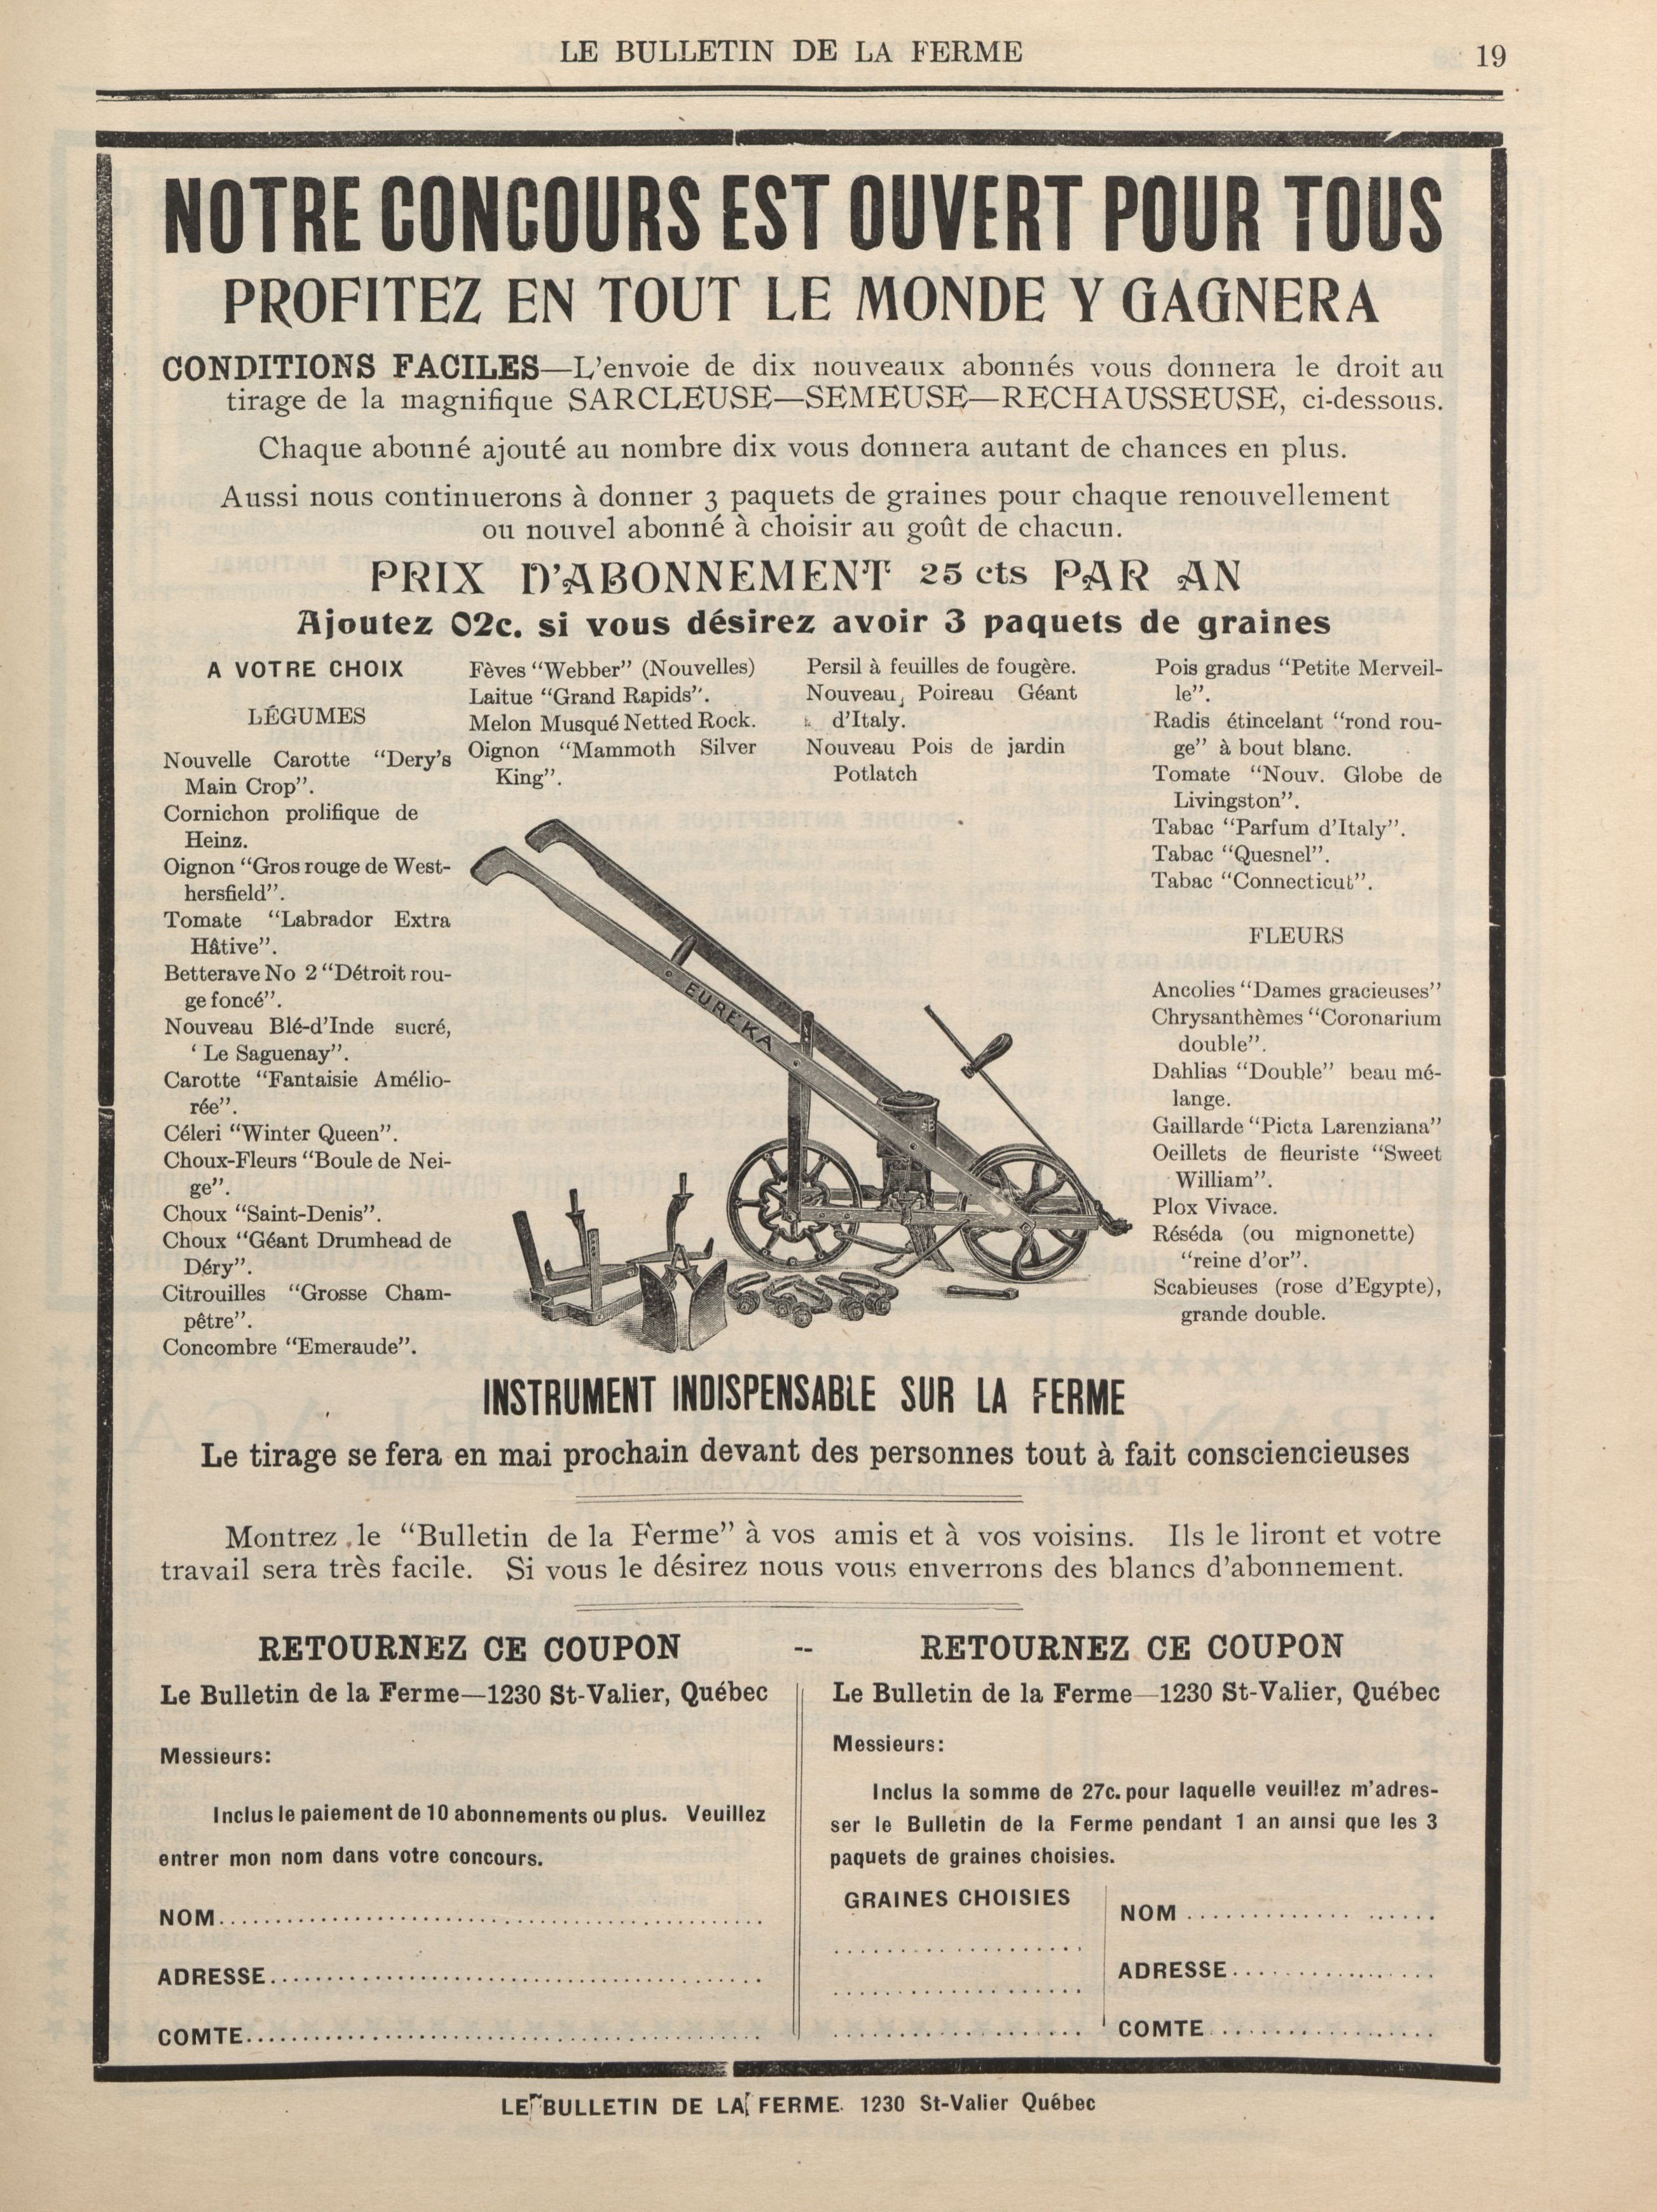 LE BULLETIN DE LA FERME
19
NOTRE CONCOURS EST OUVERT POUR TOUS
PROFITEZ EN TOUT LE MONDE Y GAGNERA
CONDITIONS FACILES—L'envoie de dix nouveaux abonnés vous donnera le droit au
tirage de la magnifique SARCLEUSE—SEMEUSE—RECHAUSSEUSE, ci-dessous.
Chaque abonné ajouté au nombre dix vous donnera autant de chances en plus.
Aussi nous continuerons à donner 3 paquets de graines pour chaque renouvellement
ou nouvel abonné à choisir au goût de chacun.
PRIX D'ABONNEMENT 25 cts PAR AN
Ajoutez 02c. si vous désirez avoir 3 paquets de graines
A VOTRE CHOIX
LÉGUMES
Nouvelle Carotte "Dery's
Main Crop".
Cornichon prolifique de
Heinz.
Oignon "Gros rouge de West-
hersfield".
Tomate "Labrador Extra
Hâtive".
Betterave No 2 "Détroit rou-
ge foncé".
Nouveau Blé-d'Inde sucré,
' Le Saguenay".
Carotte "Fantaisie Amélio-
rée".
Céleri "Winter Queen".
Choux-Fleurs "Boule de Nei-
ge".
Choux "Saint-Denis".
Choux "Géant Drumhead de
Déry".
Citrouilles "Grosse Cham-
pêtre".
Concombre "Emeraude".
Fèves "Webber" (Nouvelles)
Laitue "Grand Rapids".
Melon Musqué Netted Rock.
Oignon "Mammoth Silver
King".
Persil à feuilles de fougère.
Nouveau Poireau Géant
d'Italy.
Nouveau Pois de jardin
Potlatch
Pois gradus "Petite Merveil-
le".
Radis étincelant "rond rou-
ge" à bout blanc.
Tomate "Nouv. Globe de
Livingston".
Tabac "Parfum d'Italy".
Tabac "Quesnel".
Tabac "Connecticut".
FLEURS
Ancolies "Dames gracieuses"
Chrysanthèmes "Coronarium
double".
Dahlias "Double" beau mé-
lange.
Gaillarde "Picta Larenziana"
Oeillets de fleuriste "Sweet
William".
Plox Vivace.
Réséda (ou mignonette)
"reine d'or".
Scabieuses (rose d'Egypte),
grande double.
EUREKA
INSTRUMENT INDISPENSABLE SUR LA FERME
Le tirage se fera en mai prochain devant des personnes tout à fait consciencieuses
Montrez le "Bulletin de la Ferme" à vos amis et à vos voisins. Ils le liront et votre
travail sera très facile. Si vous le désirez nous vous enverrons des blancs d'abonnement.
RETOURNEZ CE COUPON -- RETOURNEZ CE COUPON
Le Bulletin de la Ferme—1230 St-Valier, Québec
Messieurs:
Inclus le paiement de 10 abonnements ou plus. Veuillez
entrer mon nom dans votre concours.
NOM
ADRESSE
COMTE
Le Bulletin de la Ferme—1230 St-Valier, Québec
Messieurs:
Inclus la somme de 27c. pour laquelle veuillez m'adres-
ser le Bulletin de la Ferme pendant 1 an ainsi que les 3
paquets de graines choisies.
GRAINES CHOISIES
NOM
ADRESSE
COMTE
LE BULLETIN DE LA FERME. 1230 St-Valier Québec